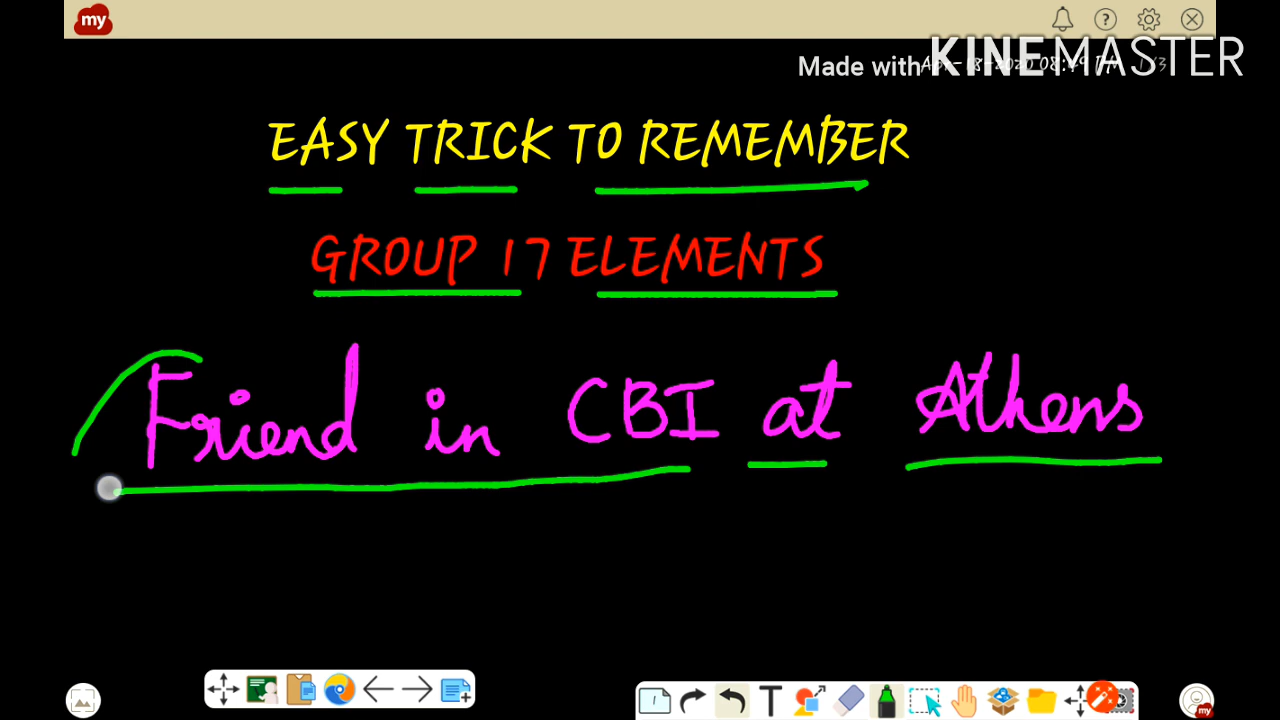 my
Made with KINEMASTER
EASY TRICK TO REMEMBER
GROUP 17 ELEMENTS
Friend in CBI at Athens